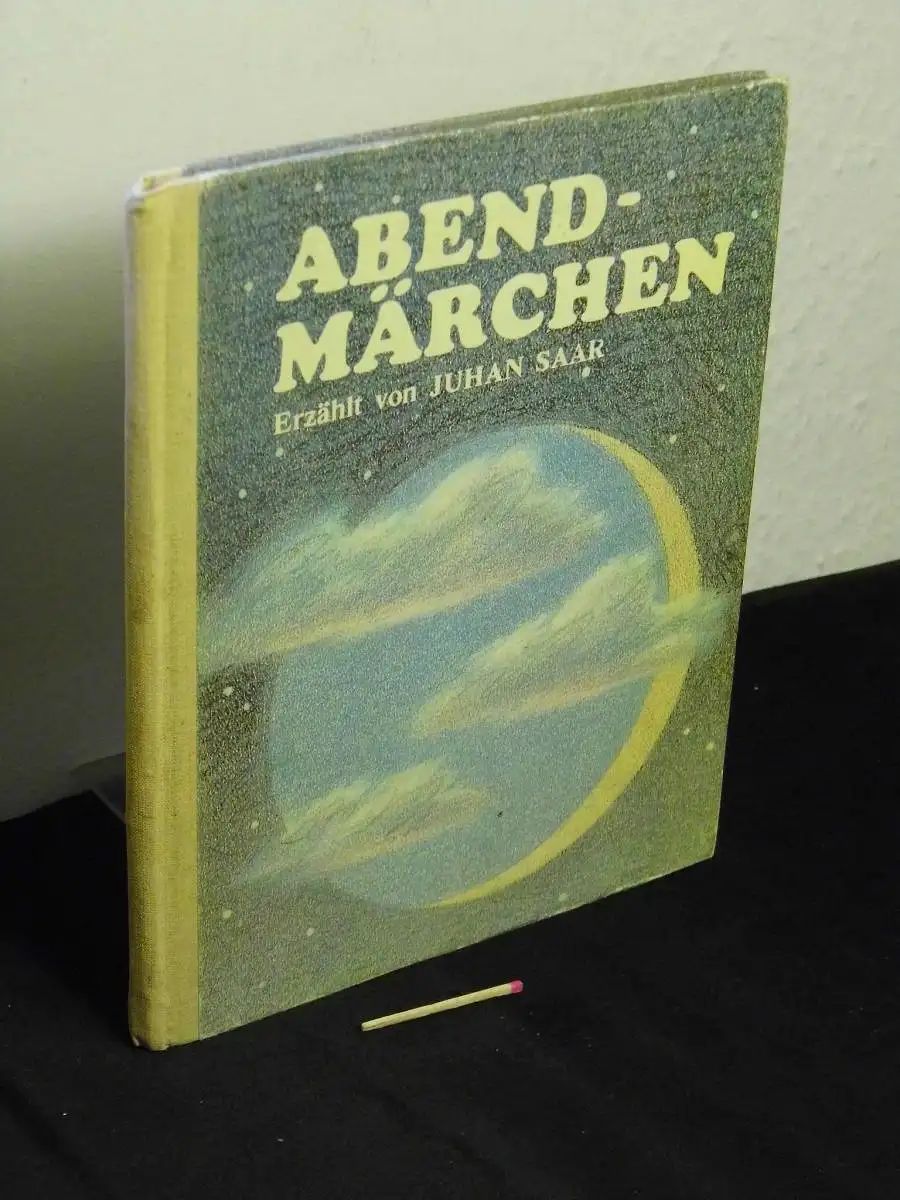 ABEND-
MÄRCHEN
Erzählt von JUHAN SAAR